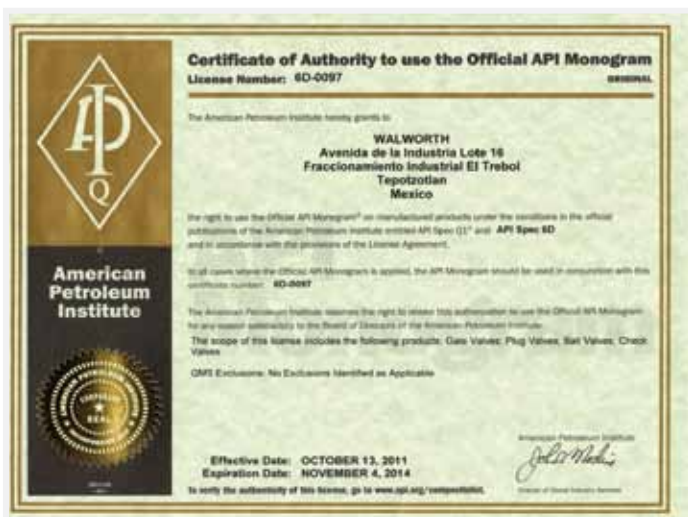 API
Q
American
Petroleum
Institute
Certificate of Authority to use the Official API Monogram
License Number: 6D-0097
ORIGINAL
The American Petroleum Institute hereby grants to
WALWORTH
Avenida de la Industria Lote 16
Fraccionamiento Industrial El Trebol
Tepotzotlan
Mexico
the right to use the Official API Monogram® on manufactured products under the conditions in the official
publications of the American Petroleum Institute entitled API Spec Q1® and API Spec 6D
and in accordance with the provisions of the License Agreement.
In all cases where the Official API Monogram is applied, the API Monogram should be used in conjunction with this
certificate number: 6D-0097
The American Petroleum Institute reserves the right to revoke this authorization to use the Official API Monogram
for any reason satisfactory to the Board of Directors of the American Petroleum Institute.
The scope of this license includes the following products: Gate Valves; Plug Valves; Ball Valves; Check
Valves
QMS Exclusions: No Exclusions Identified as Applicable
American Petroleum Institute
Effective Date: OCTOBER 13, 2011
Expiration Date: NOVEMBER 4, 2014
To verify the authenticity of this license, go to www.api.org/compositelist.
Director of Global Industry Services